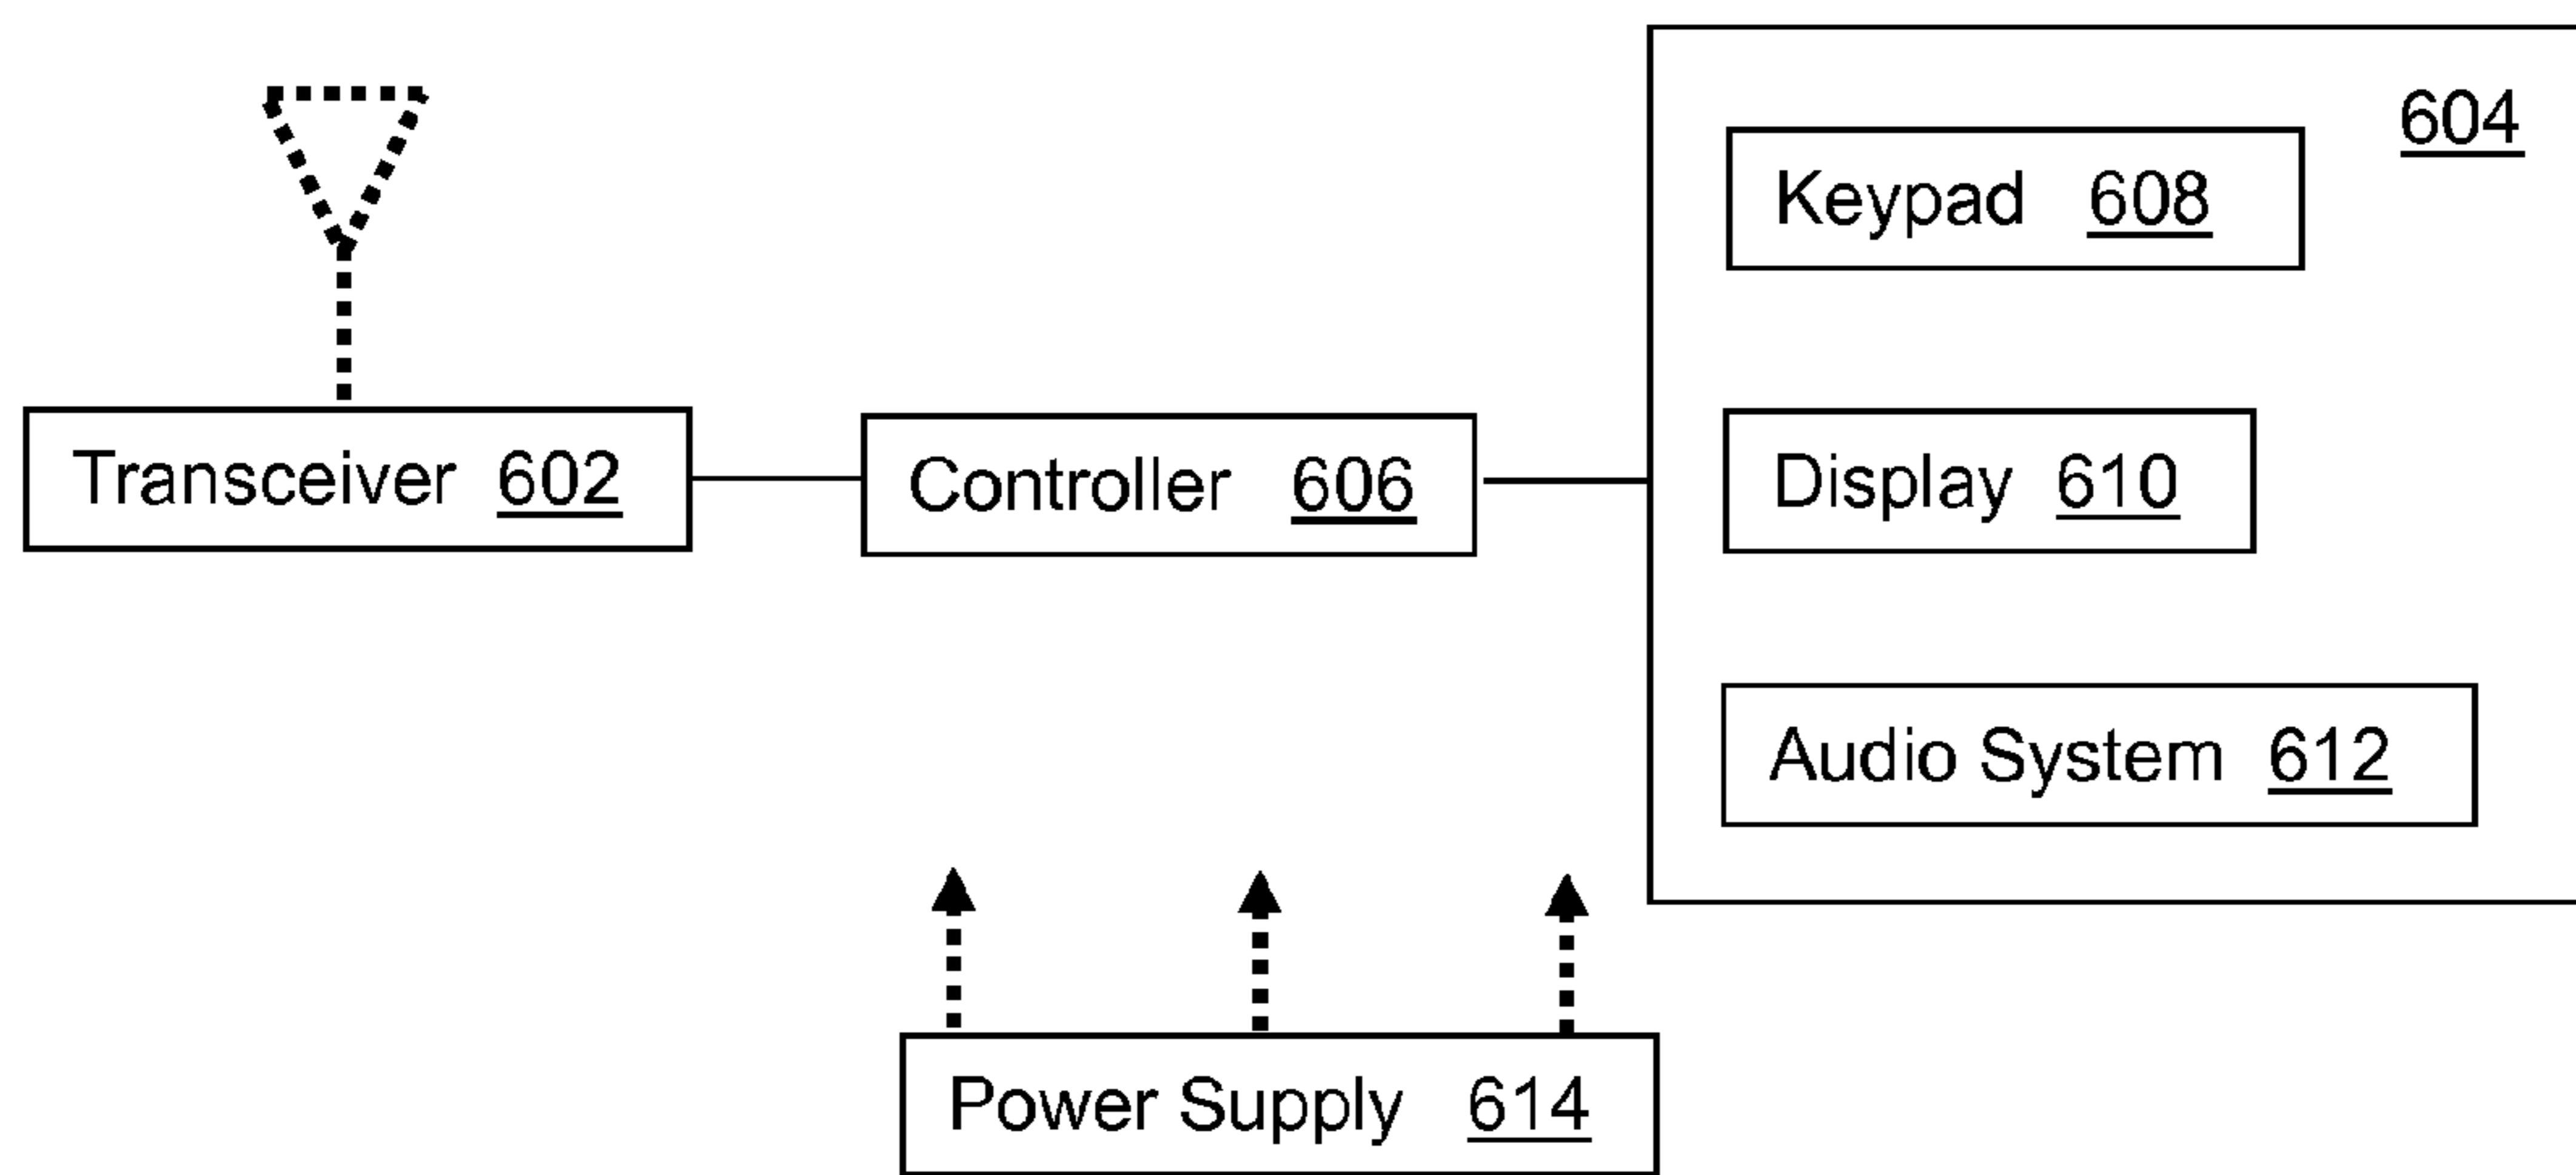 604
Keypad 608
Transceiver 602
Controller 606
Display 610
Audio System 612
Power Supply 614